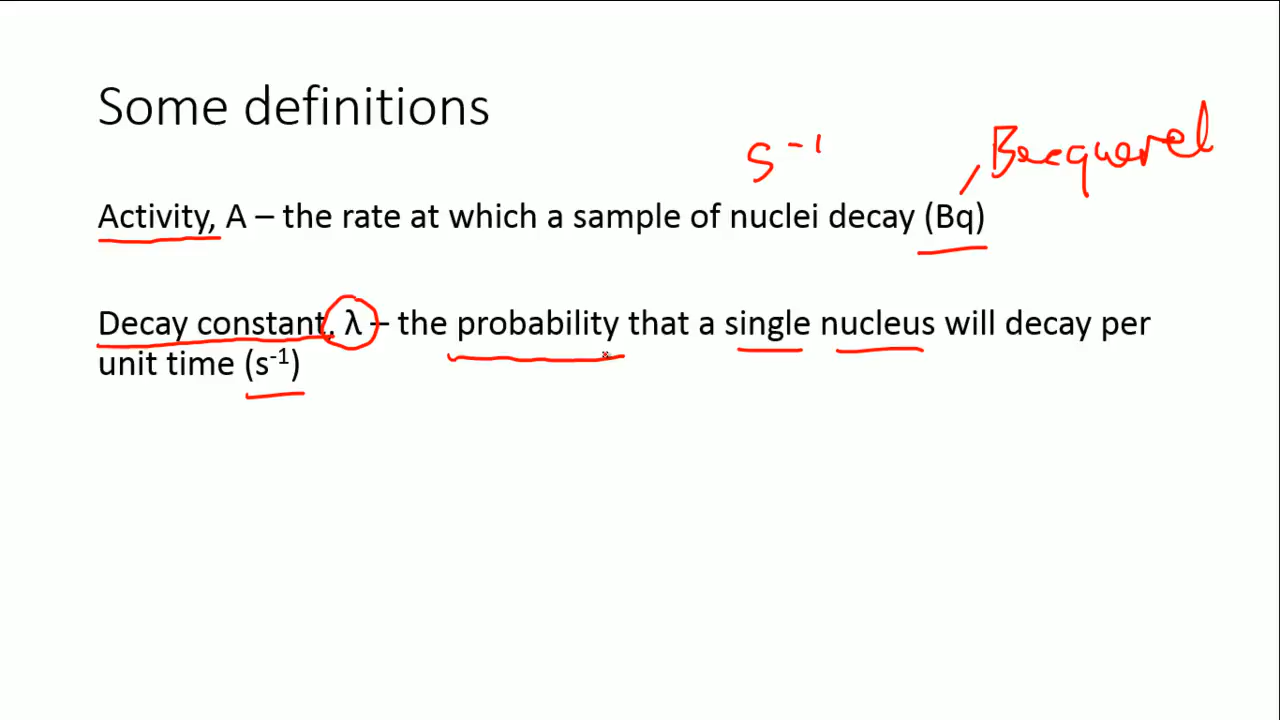 Some definitions
s⁻¹
Becquerel
Activity, A – the rate at which a sample of nuclei decay (Bq)
Decay constant, λ – the probability that a single nucleus will decay per
unit time (s⁻¹)